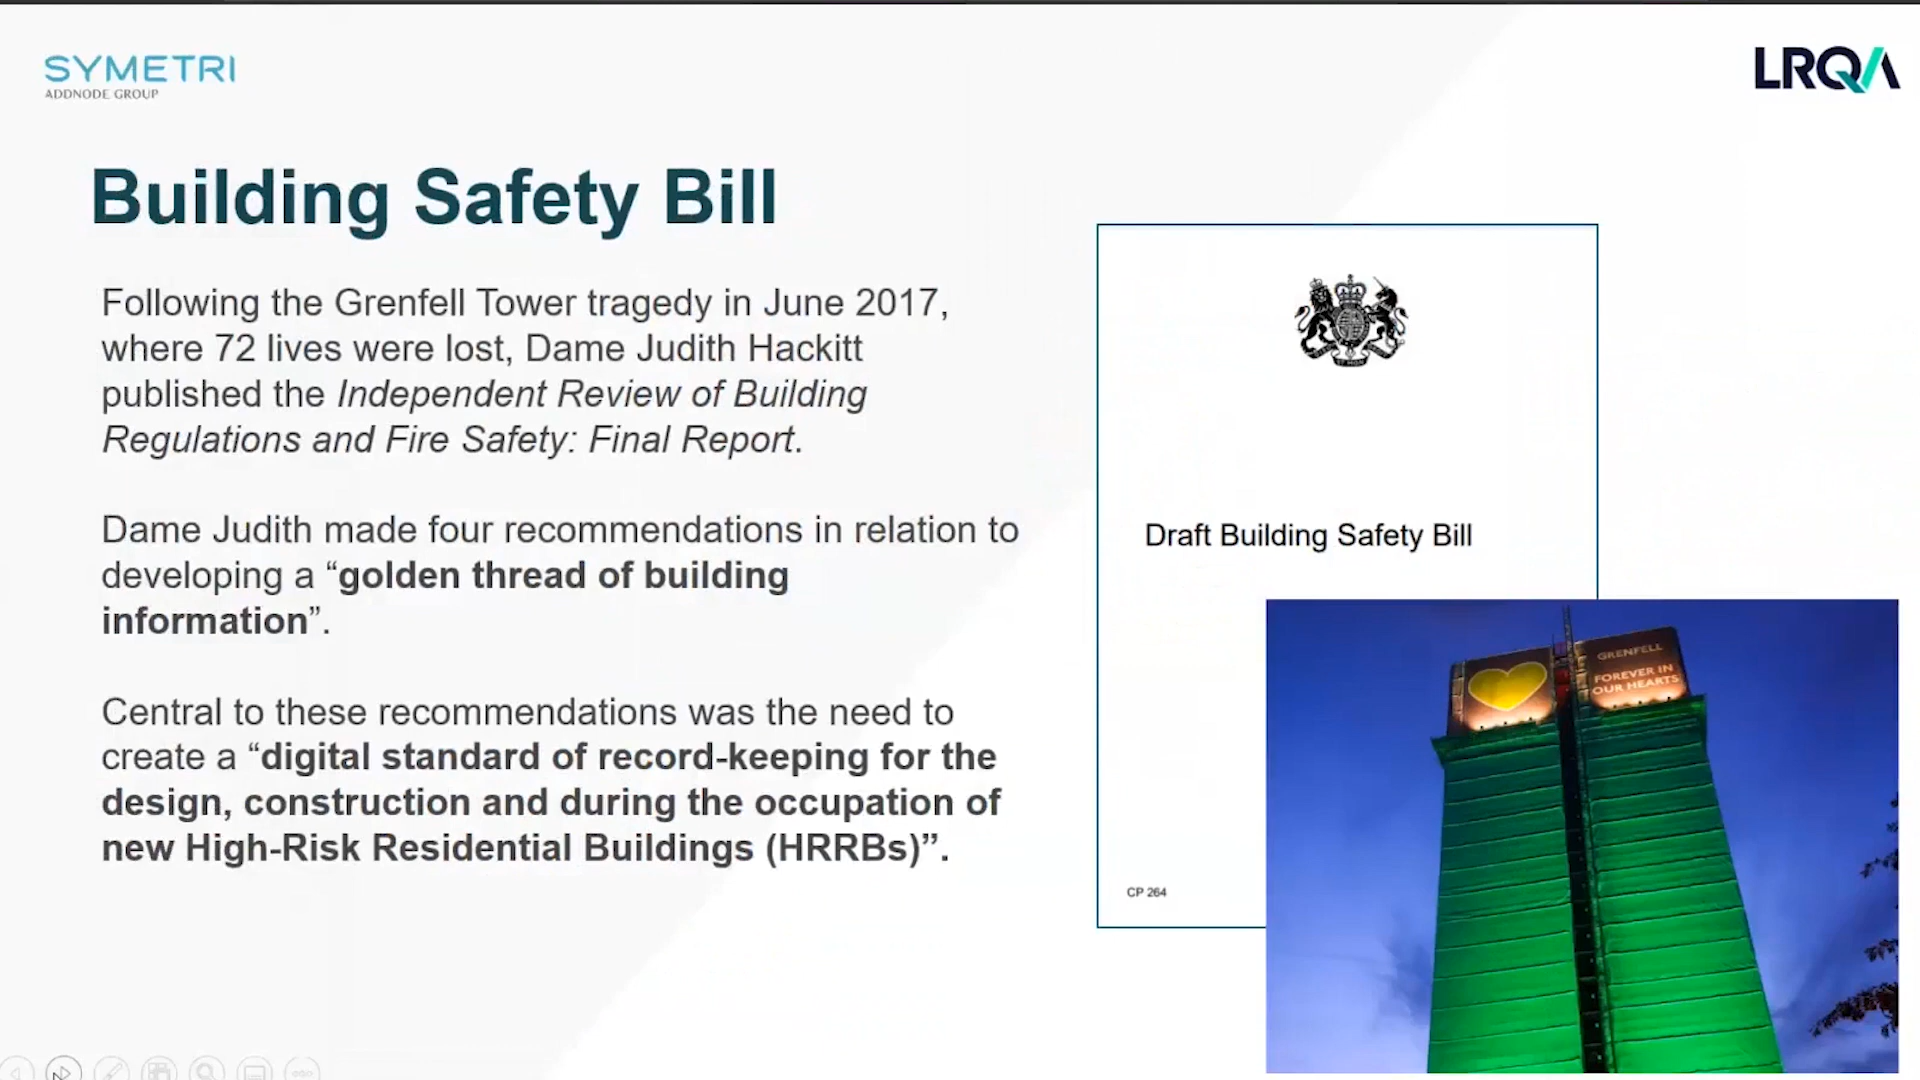 SYMETRI
ADDNODE GROUP
LRQA
Building Safety Bill
Following the Grenfell Tower tragedy in June 2017,
where 72 lives were lost, Dame Judith Hackitt
published the Independent Review of Building
Regulations and Fire Safety: Final Report.
Dame Judith made four recommendations in relation to
developing a “golden thread of building
information”.
Central to these recommendations was the need to
create a “digital standard of record-keeping for the
design, construction and during the occupation of
new High-Risk Residential Buildings (HRRBs)”.
Draft Building Safety Bill
CP 264
GRENFELL
FOREVER IN
OUR HEARTS